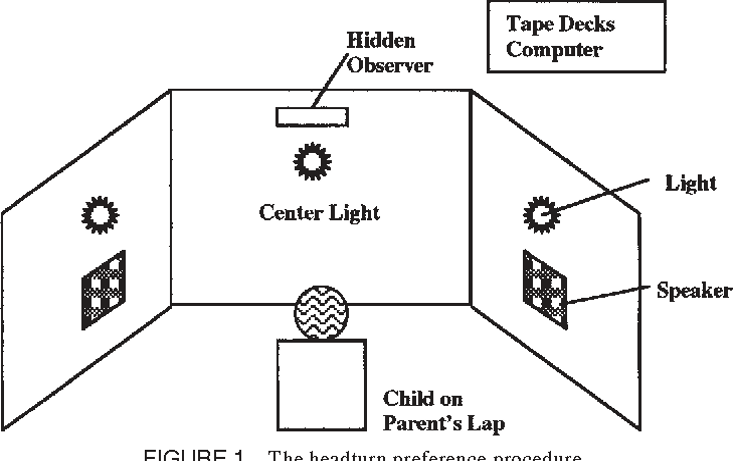 Tape Decks
Computer
Hidden
Observer
Center Light
Light
Speaker
Child on
Parent's Lap
FIGURE 1 The headturn preference procedure